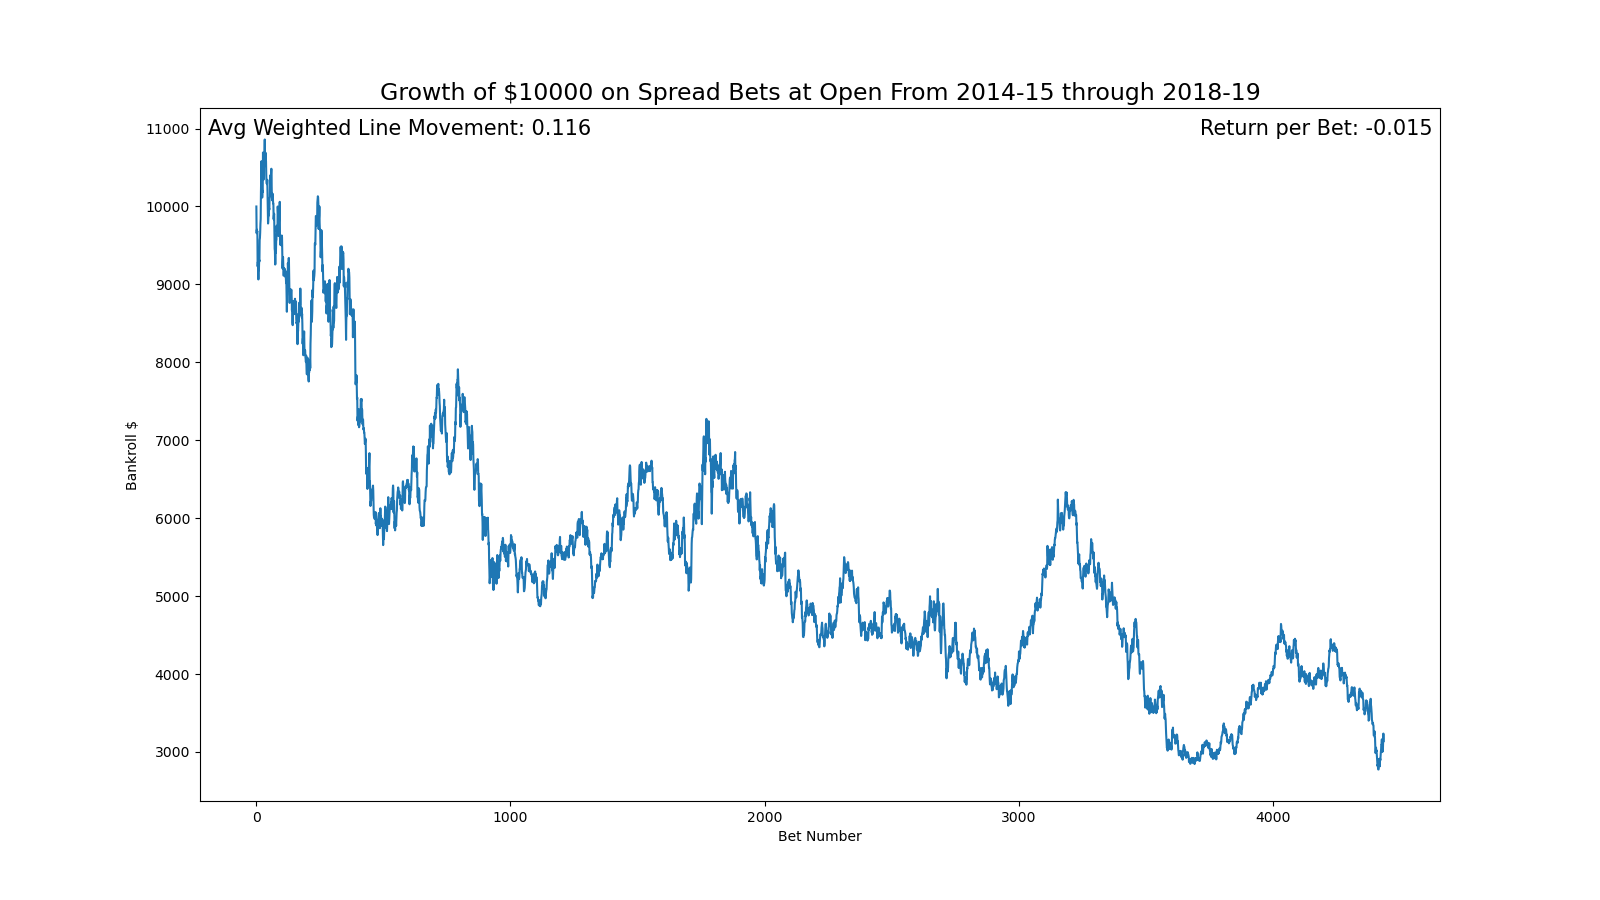 Growth of $10000 on Spread Bets at Open From 2014-15 through 2018-19
Avg Weighted Line Movement: 0.116
Return per Bet: -0.015
11000
10000
9000
8000
7000
6000
5000
4000
3000
Bankroll $
0
1000
2000
3000
4000
Bet Number